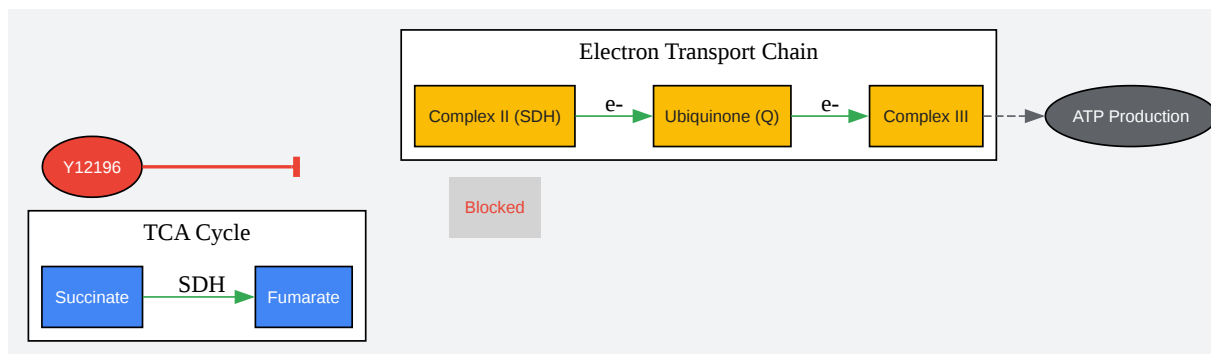 Electron Transport Chain
Complex II (SDH)
e-
Ubiquinone (Q)
e-
Complex III
ATP Production
Y12196
Blocked
TCA Cycle
Succinate
SDH
Fumarate